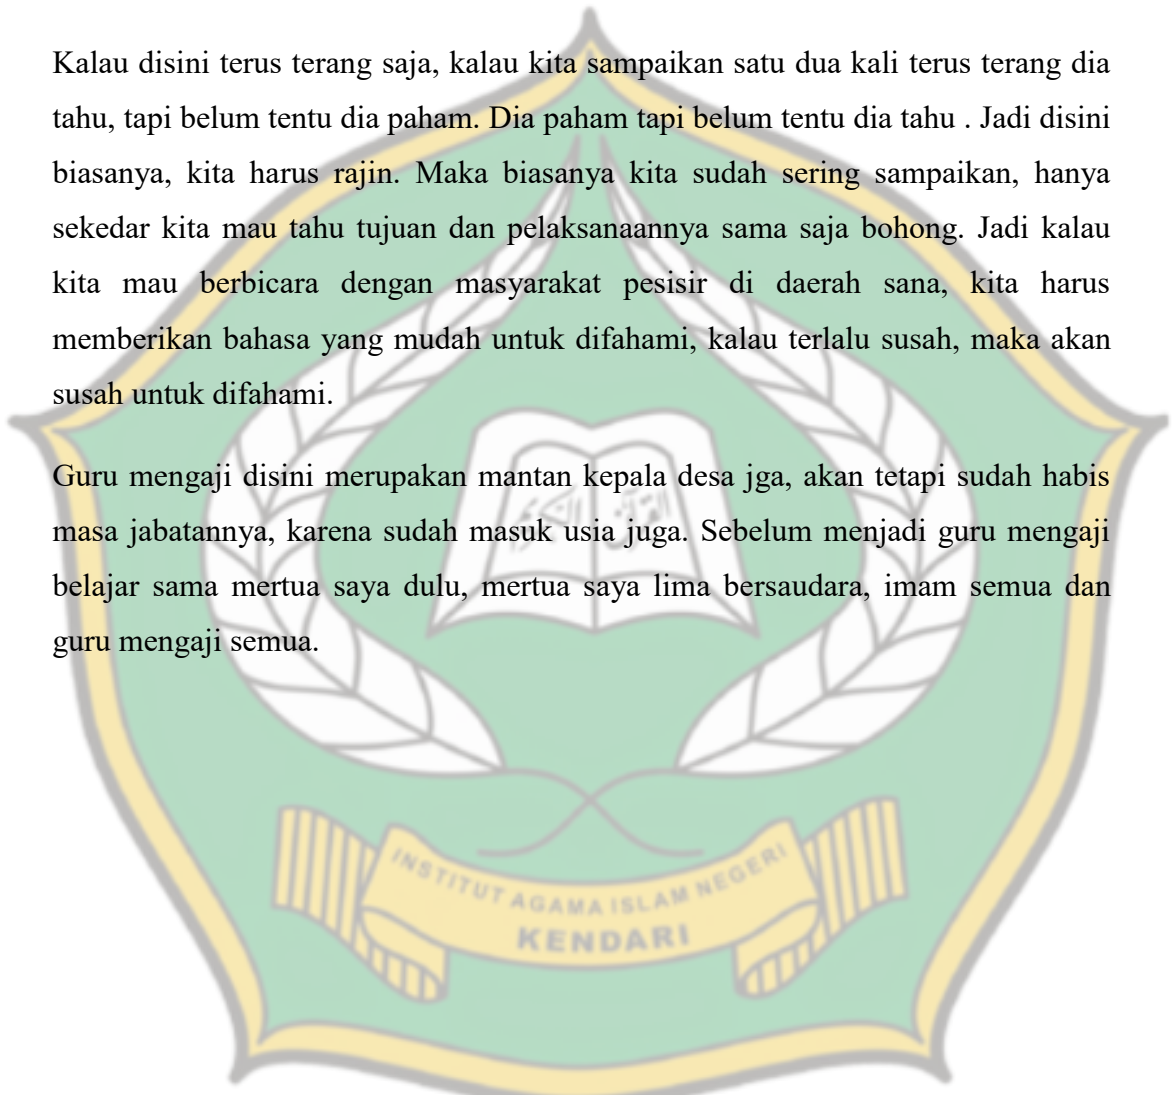 Kalau disini terus terang saja, kalau kita sampaikan satu dua kali terus terang dia
tahu, tapi belum tentu dia paham. Dia paham tapi belum tentu dia tahu . Jadi disini
biasanya, kita harus rajin. Maka biasanya kita sudah sering sampaikan, hanya
sekedar kita mau tahu tujuan dan pelaksanaannya sama saja bohong. Jadi kalau
kita mau berbicara dengan masyarakat pesisir di daerah sana, kita harus
memberikan bahasa yang mudah untuk difahami, kalau terlalu susah, maka akan
susah untuk difahami.
Guru mengaji disini merupakan mantan kepala desa jga, akan tetapi sudah habis
masa jabatannya, karena sudah masuk usia juga. Sebelum menjadi guru mengaji
belajar sama mertua saya dulu, mertua saya lima bersaudara, imam semua dan
guru mengaji semua.
INSTITUT AGAMA ISLAM NEGERI
KENDARI